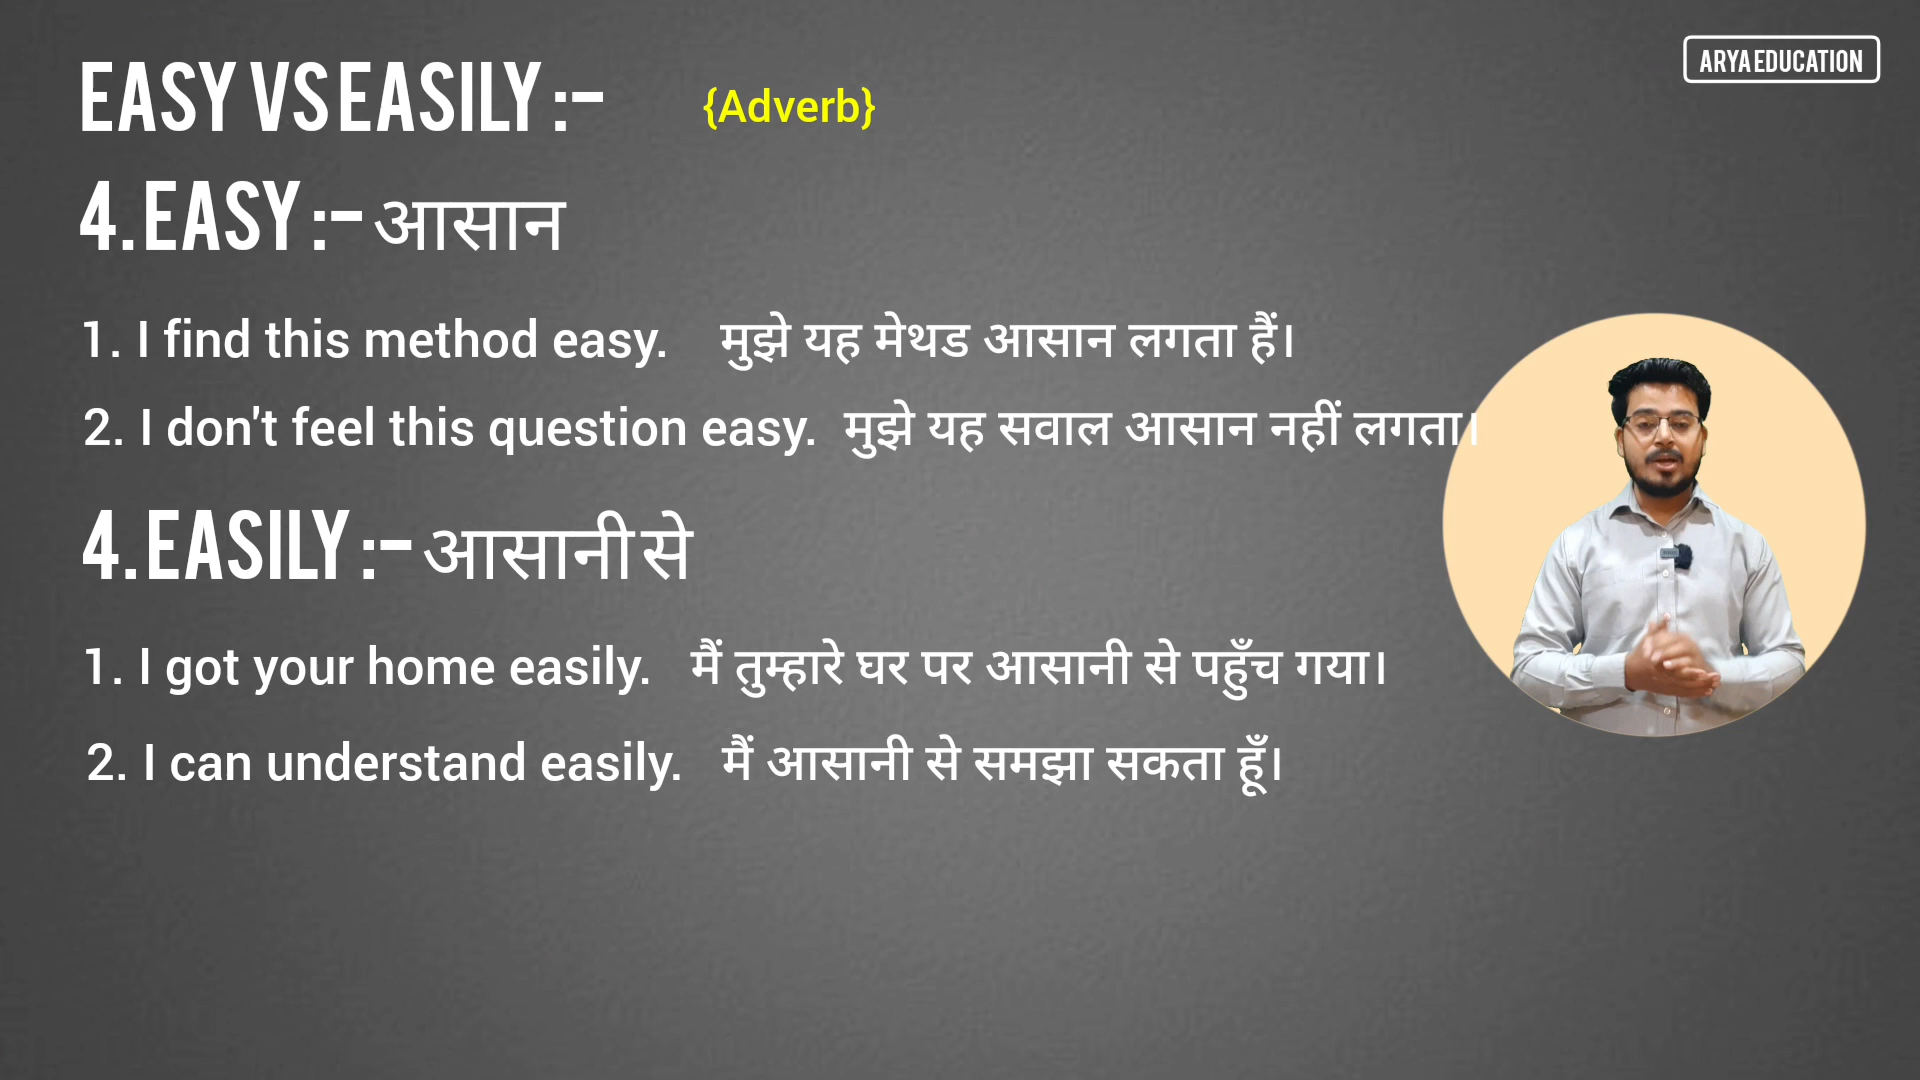 ARYA EDUCATION
EASY VS EASILY :- {Adverb}
4. EASY :- आसान
1. I find this method easy. मुझे यह मेथड आसान लगता हैं।
2. I don't feel this question easy. मुझे यह सवाल आसान नहीं लगता।
4. EASILY :- आसानी से
1. I got your home easily. मैं तुम्हारे घर पर आसानी से पहुँच गया।
2. I can understand easily. मैं आसानी से समझा सकता हूँ।